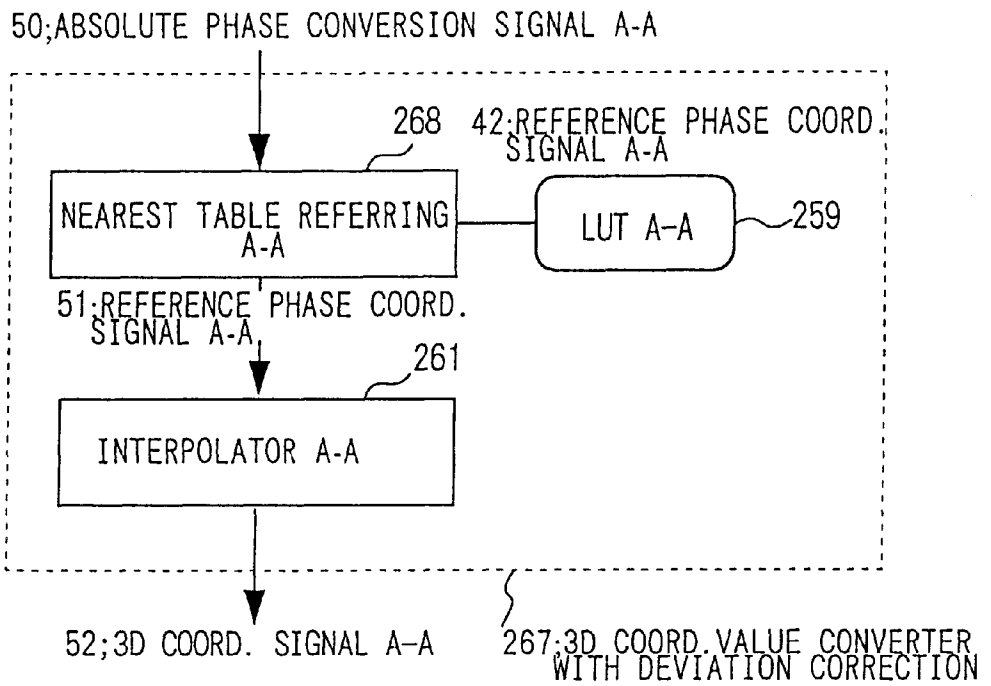 50;ABSOLUTE PHASE CONVERSION SIGNAL A-A
268
42;REFERENCE PHASE COORD.
SIGNAL A-A
NEAREST TABLE REFERRING
A-A
LUT A-A
259
51;REFERENCE PHASE COORD.
SIGNAL A-A
261
INTERPOLATOR A-A
52;3D COORD. SIGNAL A-A
267;3D COORD.VALUE CONVERTER
WITH DEVIATION CORRECTION